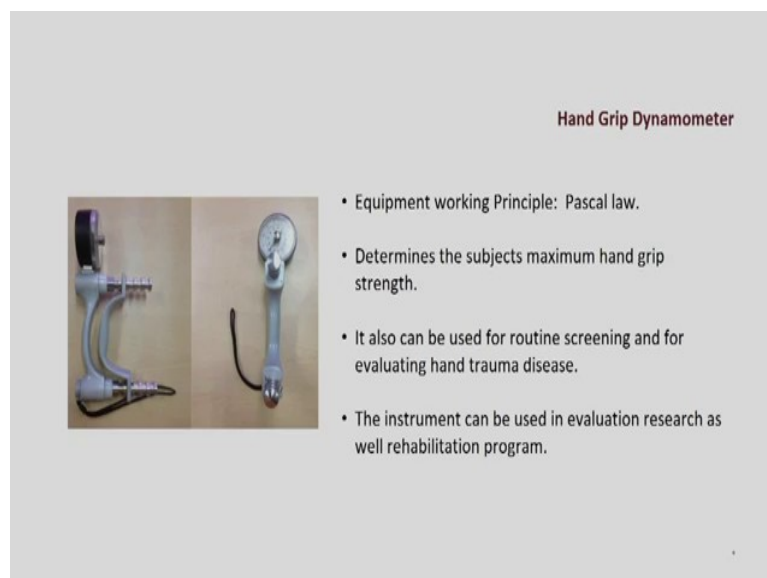 Hand Grip Dynamometer
• Equipment working Principle: Pascal law.
• Determines the subjects maximum hand grip
strength.
• It also can be used for routine screening and for
evaluating hand trauma disease.
• The instrument can be used in evaluation research as
well rehabilitation program.